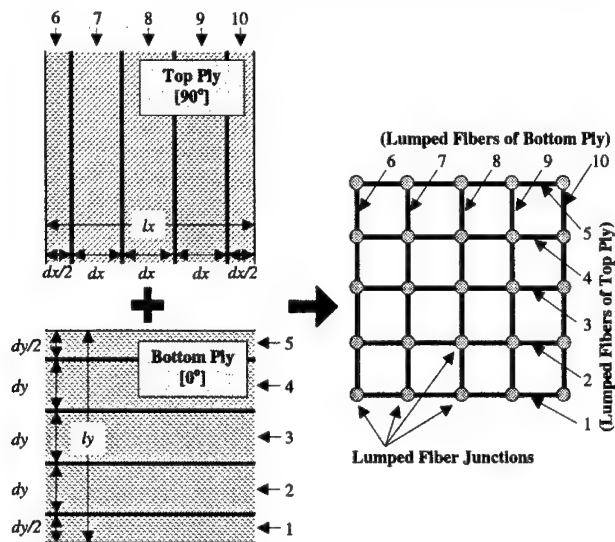 6 7 8 9 10
Top Ply
[90°]
lx
dx/2 dx dx dx dx/2
dy/2
dy
dy
dy
dy/2
ly
Bottom Ply
[0°]
5
4
3
2
1
(Lumped Fibers of Bottom Ply)
6 7 8 9 10
5
4
3
2
1
(Lumped Fibers of Top Ply)
Lumped Fiber Junctions